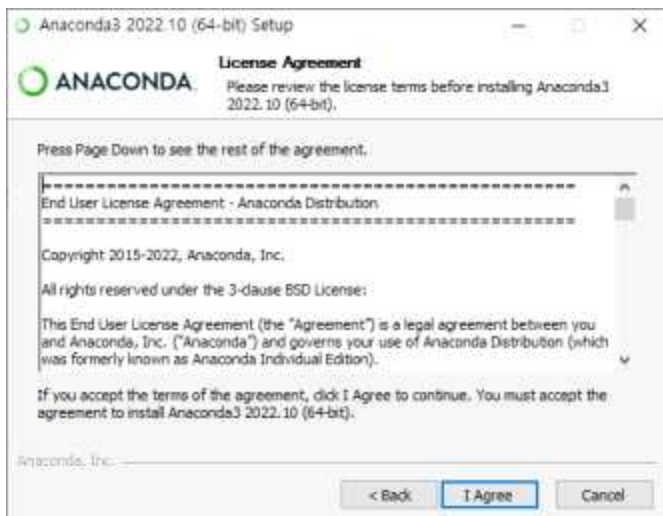 Anaconda3 2022.10 (64-bit) Setup
ANACONDA.
License Agreement
Please review the license terms before installing Anaconda3
2022.10 (64-bit).
Press Page Down to see the rest of the agreement.
====================================================
End User License Agreement - Anaconda Distribution
====================================================
Copyright 2015-2022, Anaconda, Inc.
All rights reserved under the 3-clause BSD License:
This End User License Agreement (the "Agreement") is a legal agreement between you
and Anaconda, Inc. ("Anaconda") and governs your use of Anaconda Distribution (which
was formerly known as Anaconda Individual Edition).
If you accept the terms of the agreement, click I Agree to continue. You must accept the
agreement to install Anaconda3 2022.10 (64-bit).
Anaconda, Inc.
< Back
I Agree
Cancel